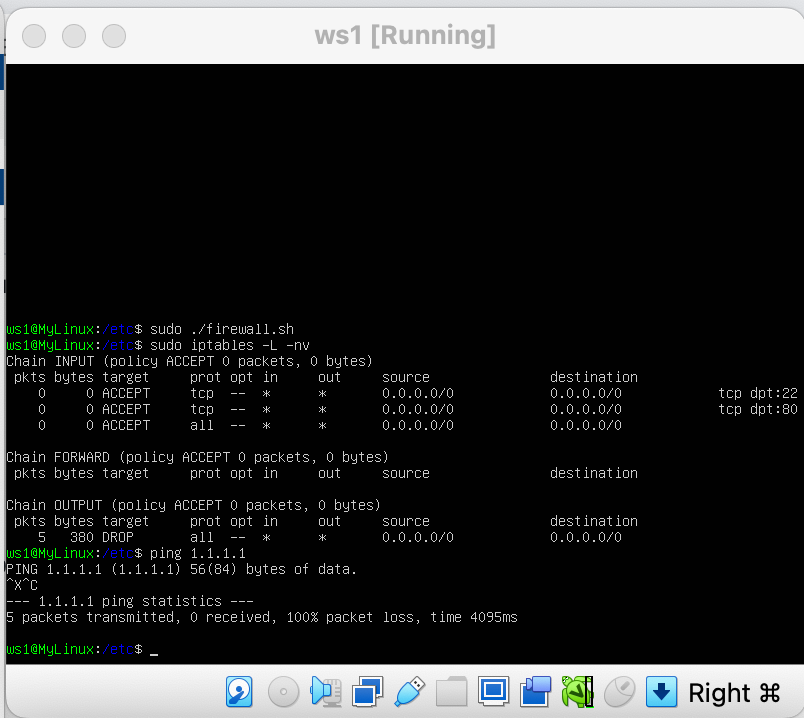 ws1 [Running]
ws1@MyLinux:/etc$ sudo ./firewall.sh
ws1@MyLinux:/etc$ sudo iptables -L -nv
Chain INPUT (policy ACCEPT 0 packets, 0 bytes)
pkts bytes target prot opt in out source destination
0 0 ACCEPT tcp -- * * 0.0.0.0/0 0.0.0.0/0 tcp dpt:22
0 0 ACCEPT tcp -- * * 0.0.0.0/0 0.0.0.0/0 tcp dpt:80
0 0 ACCEPT all -- * * 0.0.0.0/0 0.0.0.0/0
Chain FORWARD (policy ACCEPT 0 packets, 0 bytes)
pkts bytes target prot opt in out source destination
Chain OUTPUT (policy ACCEPT 0 packets, 0 bytes)
pkts bytes target prot opt in out source destination
5 380 DROP all -- * * 0.0.0.0/0 0.0.0.0/0
ws1@MyLinux:/etc$ ping 1.1.1.1
PING 1.1.1.1 (1.1.1.1) 56(84) bytes of data.
^X^C
--- 1.1.1.1 ping statistics ---
5 packets transmitted, 0 received, 100% packet loss, time 4095ms
ws1@MyLinux:/etc$ _
Right ⌘